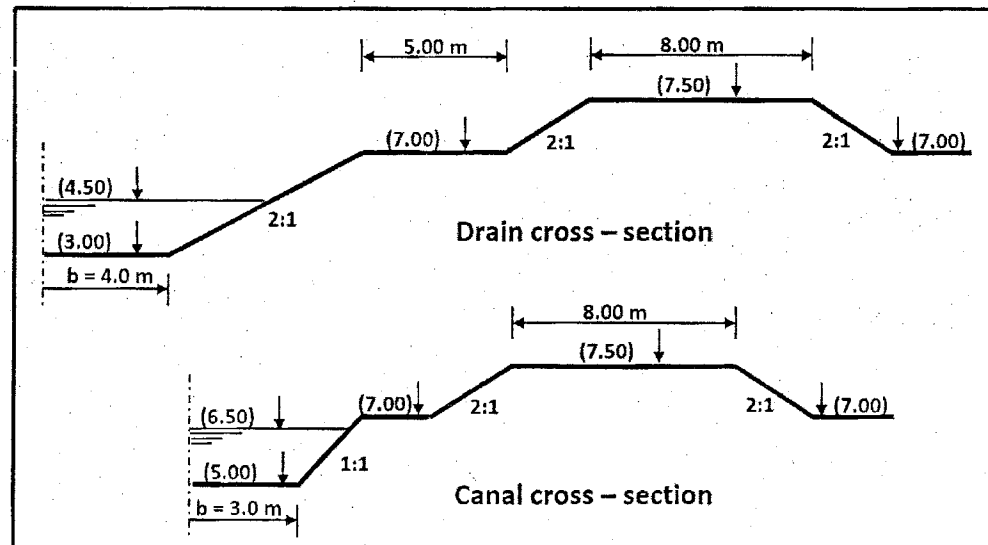 5.00 m
8.00 m
(7.50)
(7.00)
2:1
2:1
(7.00)
(4.50)
2:1
Drain cross – section
(3.00)
b = 4.0 m
8.00 m
(7.50)
(7.00)
2:1
2:1
(7.00)
(6.50)
(5.00)
1:1
Canal cross – section
b = 3.0 m